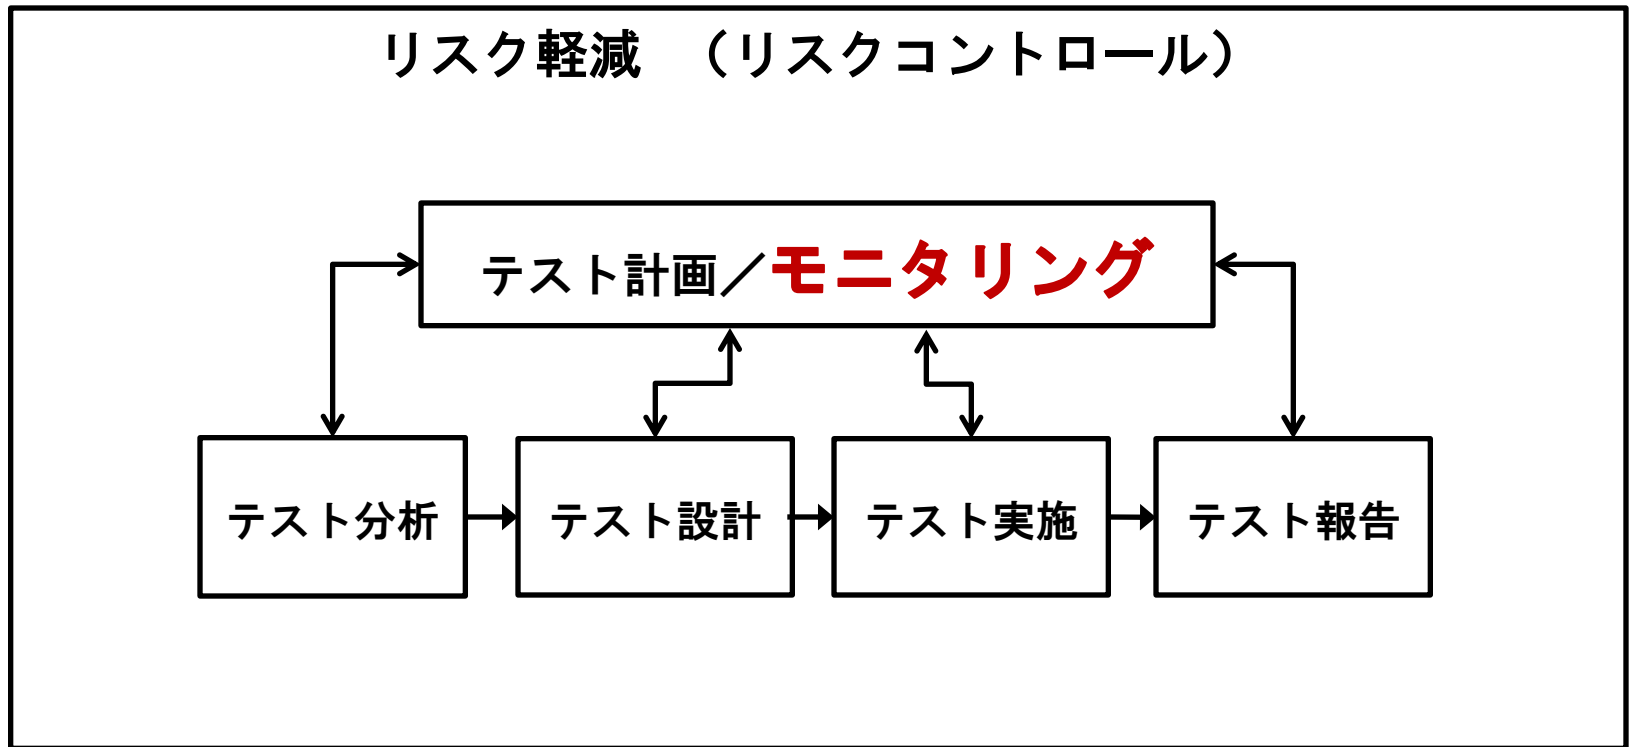 リスク軽減　（リスクコントロール）
テスト計画／モニタリング
テスト分析
テスト設計
テスト実施
テスト報告